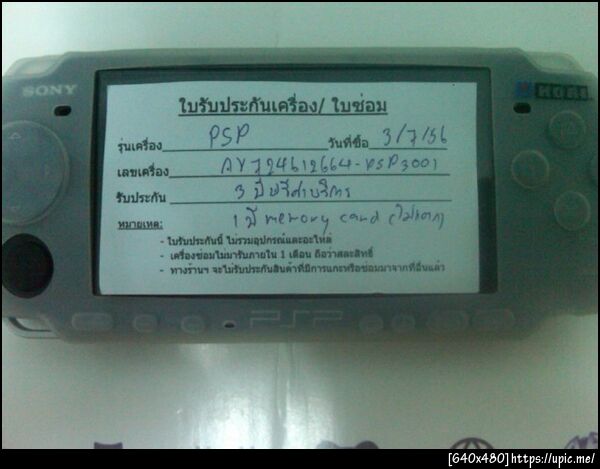 SONY
HORI
ใบรับประกันเครื่อง/ ใบซ่อม
รุ่นเครื่อง PSP วันที่ซื้อ 3/7/56
เลขเครื่อง AY724612664-PSP3001
รับประกัน 3 ปี บริการ
หมายเหตุ: 1 ปี memory card (ไม่แตก)
- ใบรับประกันนี้ ไม่รวมอุปกรณ์และอะไหล่
- เครื่องซ่อมไม่มารับภายใน 1 เดือน ถือว่าสละสิทธิ์
- ทางร้านฯ จะไม่รับประกันสินค้าที่มีการแกะหรือซ่อมมาจากที่อื่นแล้ว
PSP
[640x480]https://upic.me/